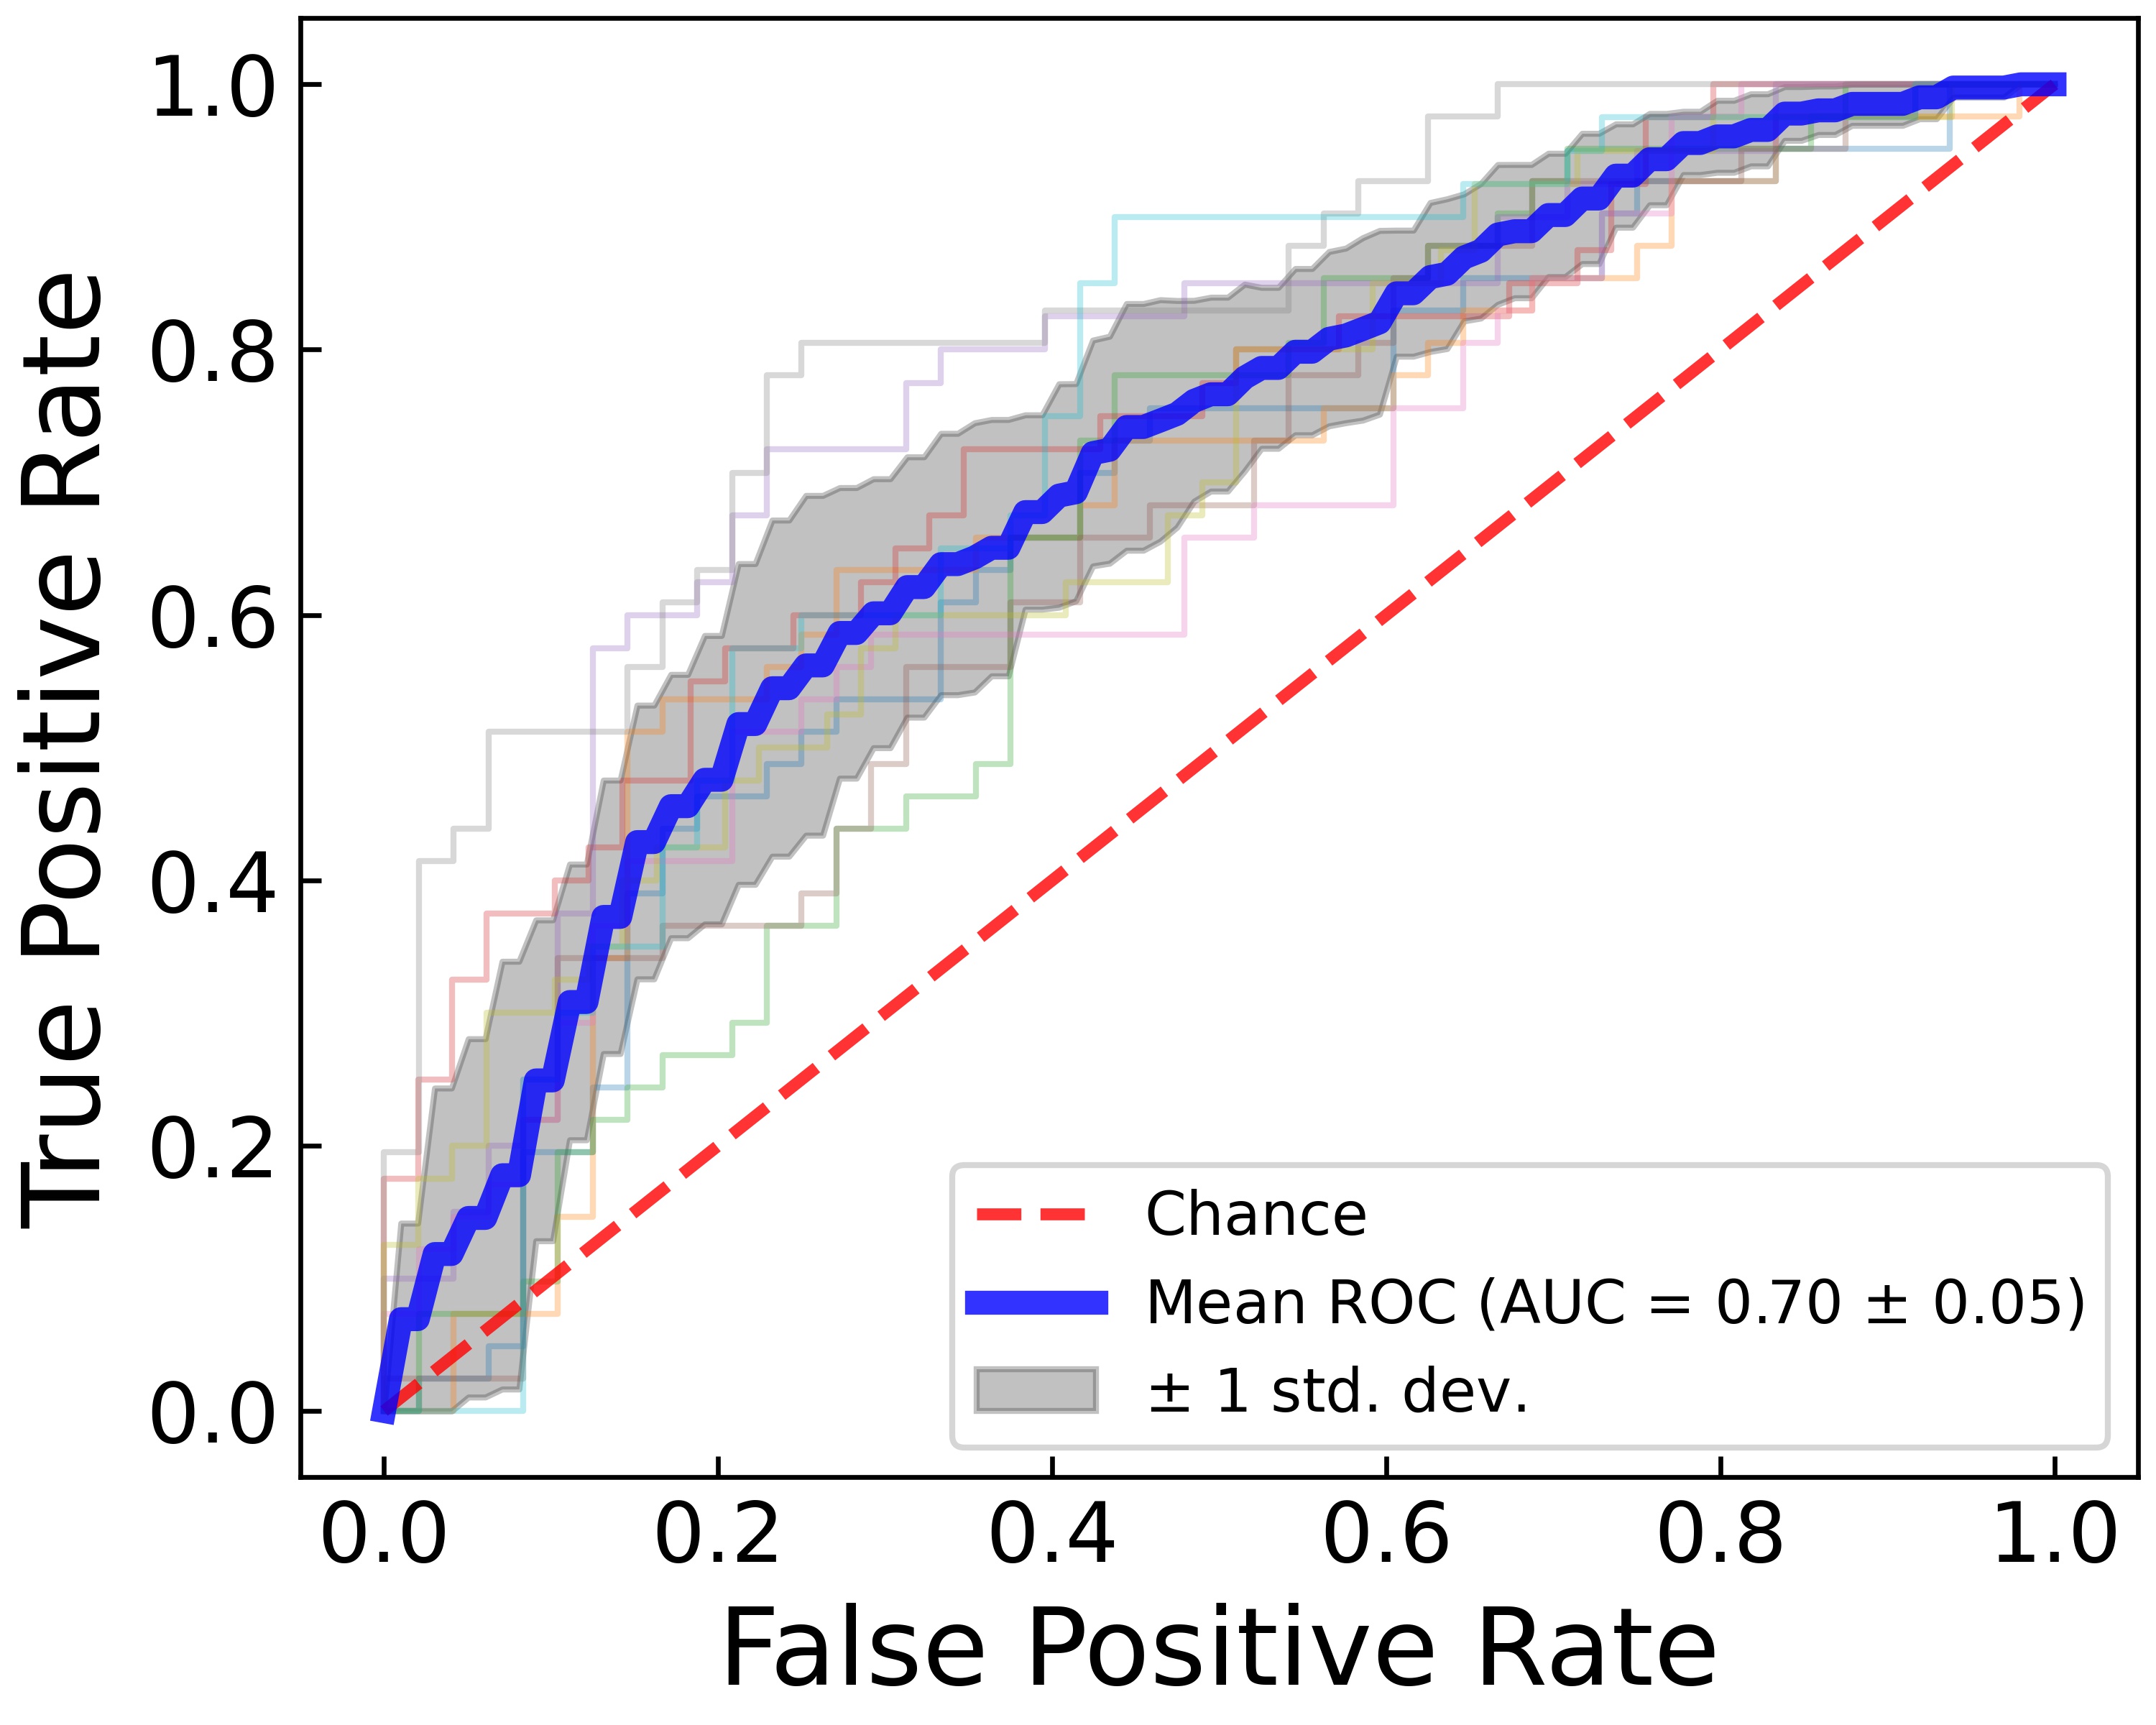 True Positive Rate
1.0
0.8
0.6
0.4
0.2
0.0
Chance
Mean ROC (AUC = 0.70 ± 0.05)
± 1 std. dev.
0.0 0.2 0.4 0.6 0.8 1.0
False Positive Rate